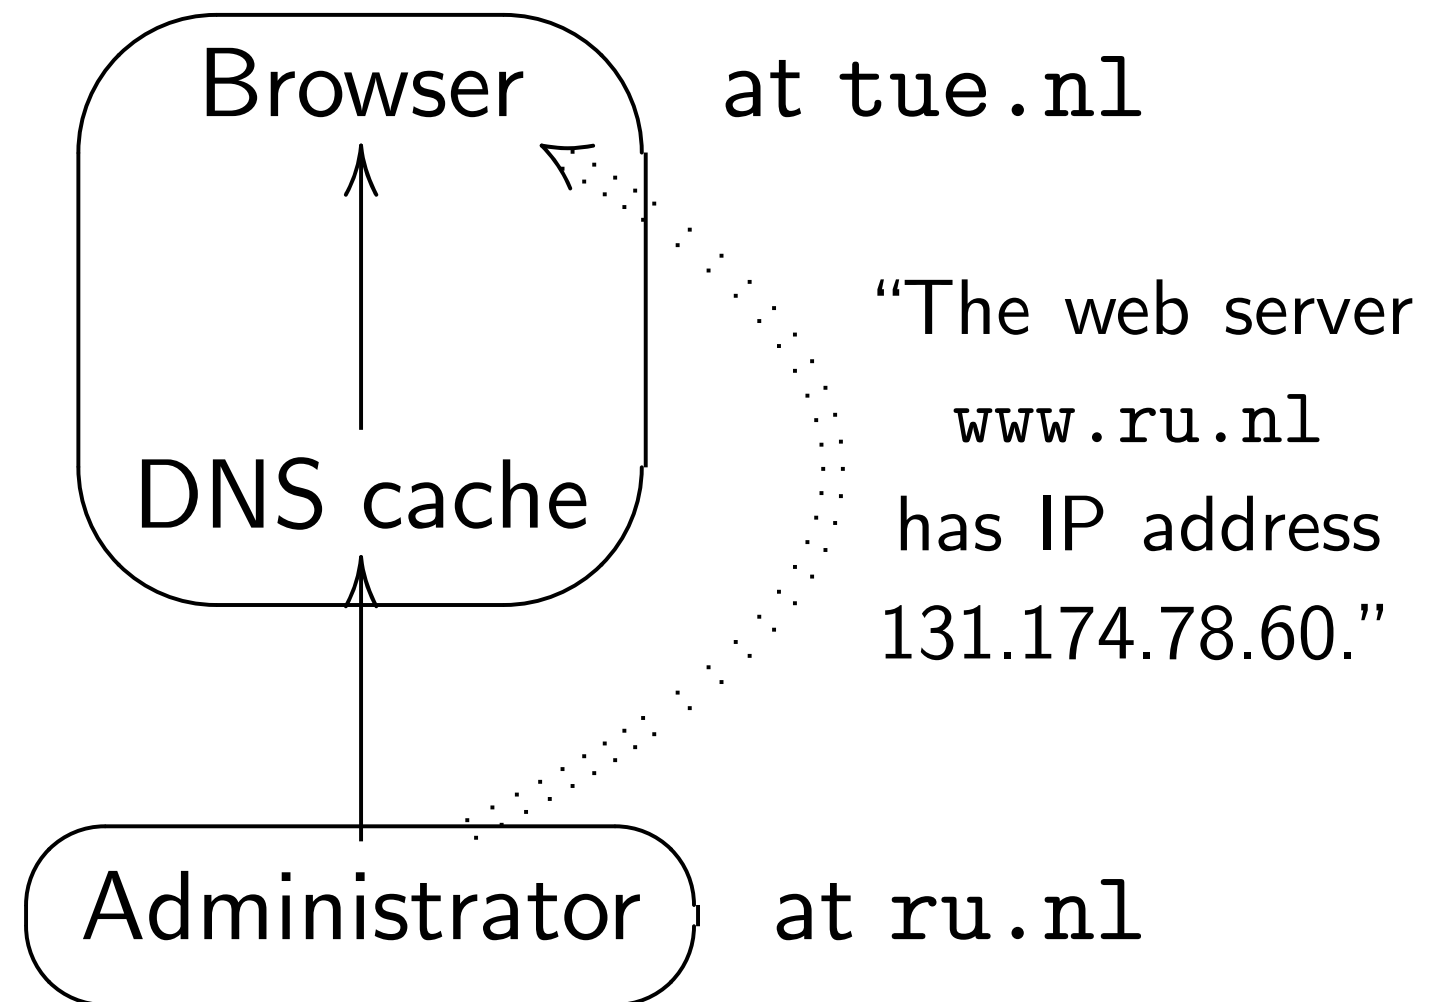 Browser at tue.nl
“The web server
www.ru.nl
DNS cache
has IP address
131.174.78.60.”
Administrator at ru.nl